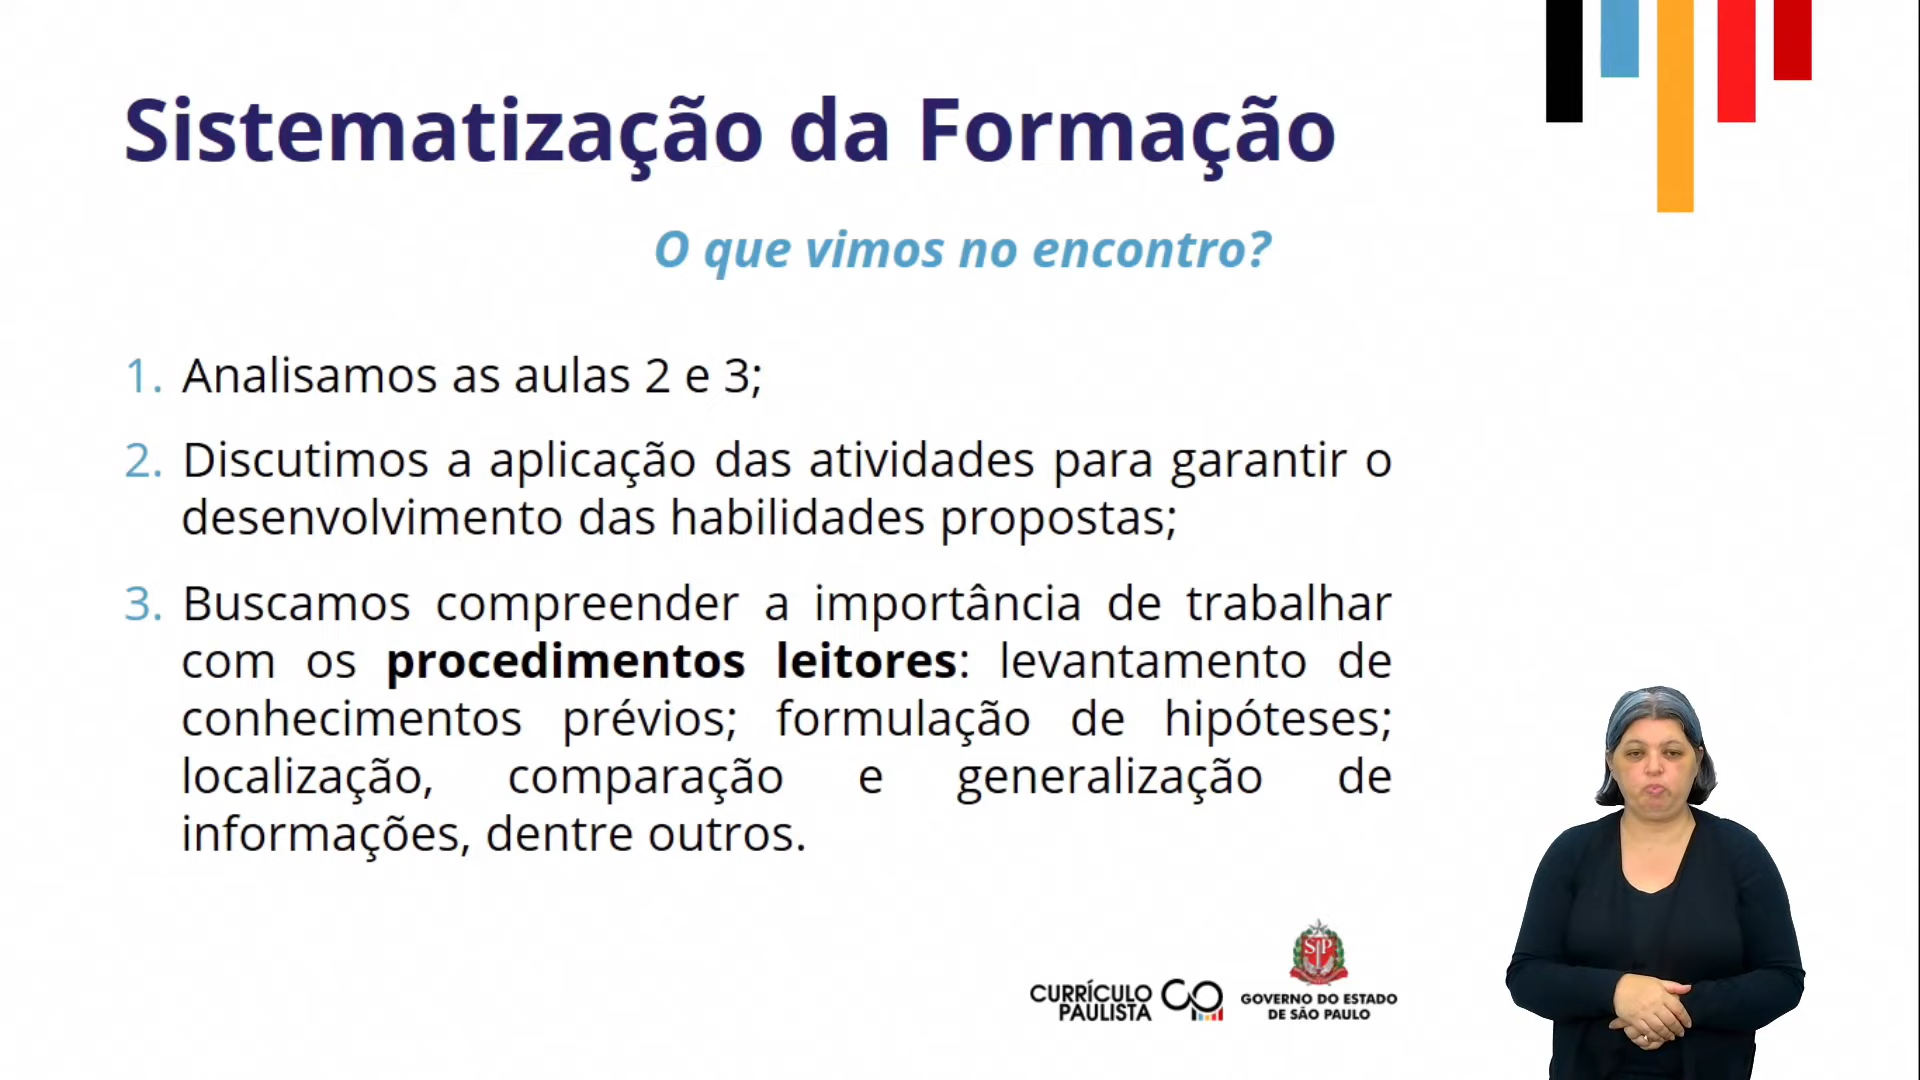 Sistematização da Formação
O que vimos no encontro?
1. Analisamos as aulas 2 e 3;
2. Discutimos a aplicação das atividades para garantir o
desenvolvimento das habilidades propostas;
3. Buscamos compreender a importância de trabalhar
com os procedimentos leitores: levantamento de
conhecimentos prévios; formulação de hipóteses;
localização, comparação e generalização de
informações, dentre outros.
CURRÍCULO
PAULISTA
SP
GOVERNO DO ESTADO
DE SÃO PAULO